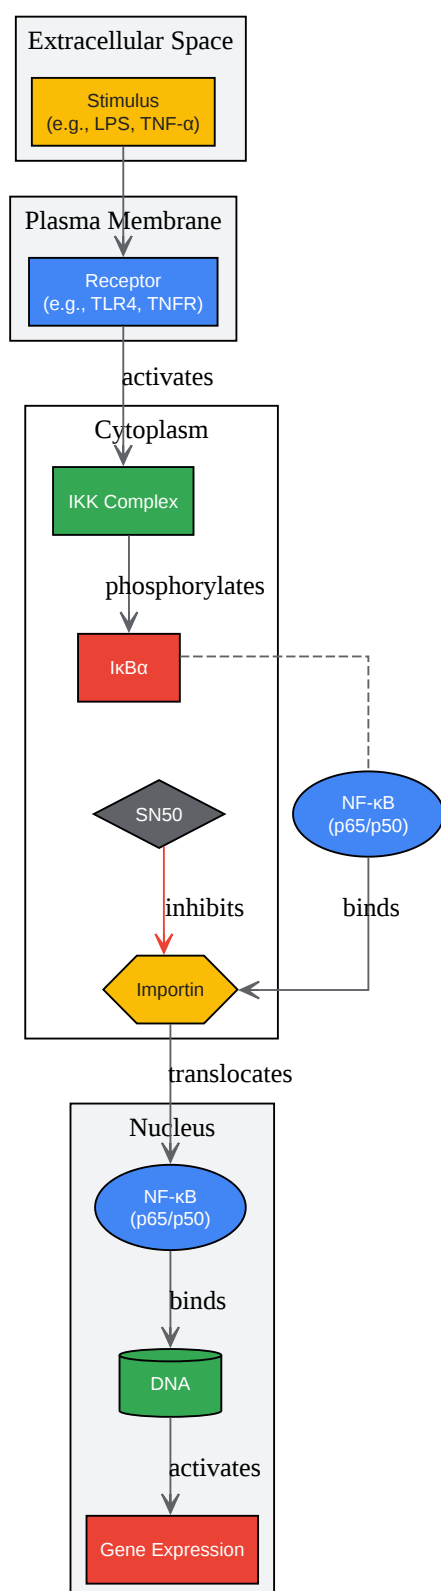 Extracellular Space
Stimulus
(e.g., LPS, TNF-α)
Plasma Membrane
Receptor
(e.g., TLR4, TNFR)
activates
Cytoplasm
IKK Complex
phosphorylates
IκBα
SN50
NF-κB
(p65/p50)
inhibits
binds
Importin
translocates
Nucleus
NF-κB
(p65/p50)
binds
DNA
activates
Gene Expression